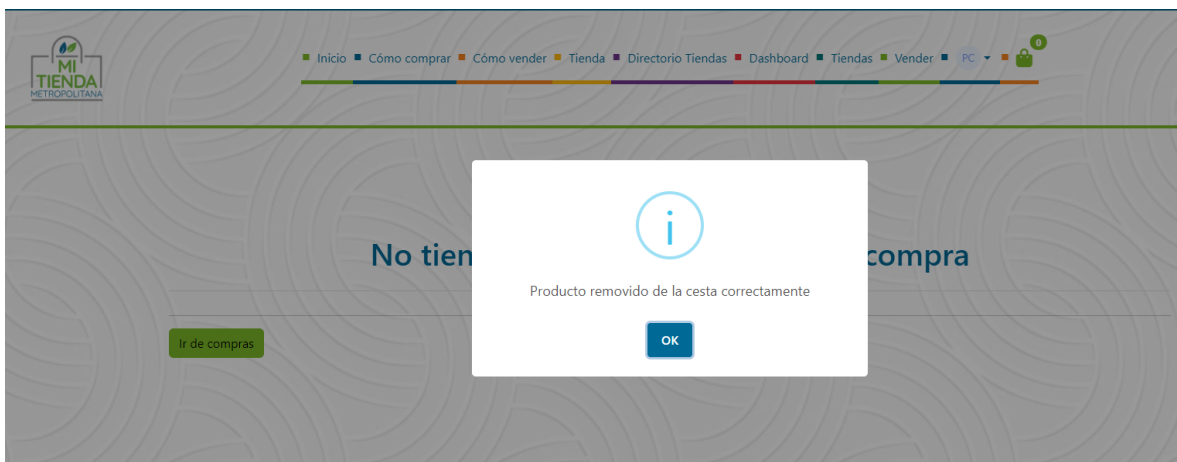 MI
TIENDA
METROPOLITANA
Inicio Cómo comprar Cómo vender Tienda Directorio Tiendas Dashboard Tiendas Vender PC 0
No tien compra
i
Producto removido de la cesta correctamente
OK
Ir de compras